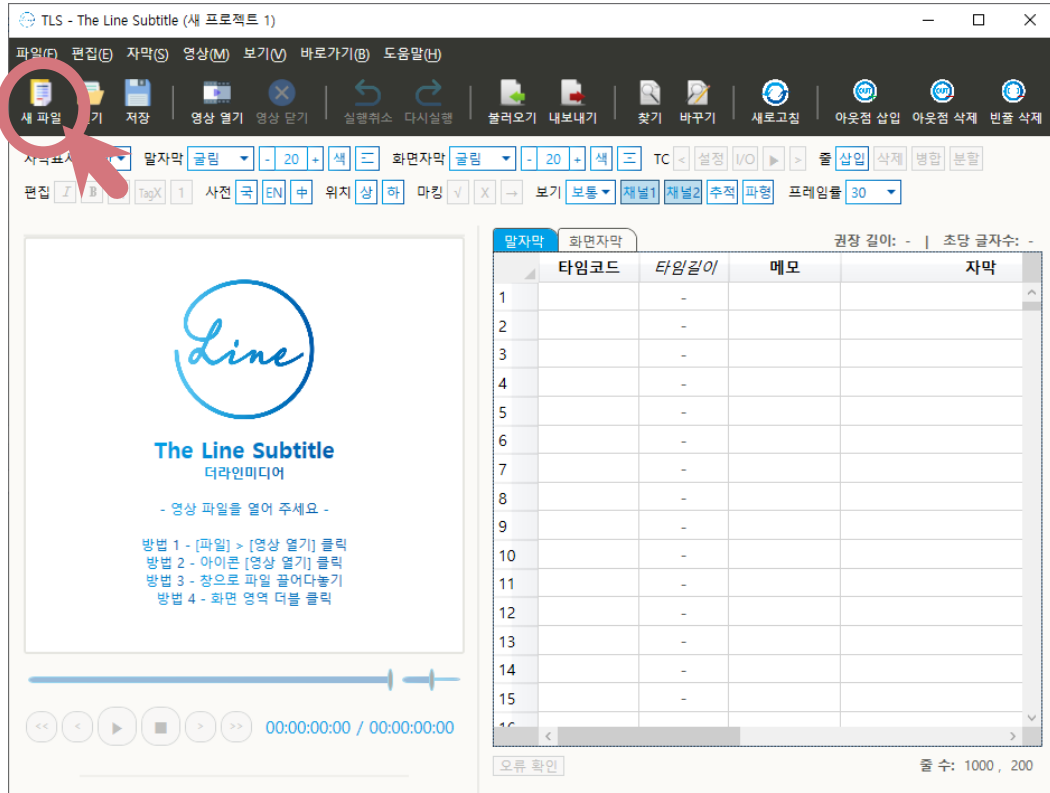 TLS - The Line Subtitle (새 프로젝트 1)
파일(F) 편집(E) 자막(S) 영상(M) 보기(V) 바로가기(B) 도움말(H)
새 파일 저장 영상 열기 영상 닫기 실행취소 다시실행 불러오기 내보내기 찾기 바꾸기 새로고침 아웃점 삽입 아웃점 삭제 빈풀 삭제
말자막 굴림 - 20 + 색 화면자막 굴림 - 20 + 색 TC < 설정 I/O > 줄 삽입 삭제 병합 분할
편집 I B TagX 1 사전 국 EN 中 위치 상 하 마킹 √ X → 보기 보통 채널1 채널2 추적 파형 프레임률 30
말자막 화면자막 권장 길이: - | 초당 글자수: -
타임코드 타임길이 메모 자막
1 -
2 -
3 -
4 -
5 -
6 -
7 -
8 -
9 -
10 -
11 -
12 -
13 -
14 -
15 -
Line
The Line Subtitle
더라인미디어
- 영상 파일을 열어 주세요 -
방법 1 - [파일] > [영상 열기] 클릭
방법 2 - 아이콘 [영상 열기] 클릭
방법 3 - 창으로 파일 끌어다놓기
방법 4 - 화면 영역 더블 클릭
<< < > >> 00:00:00:00 / 00:00:00:00
오류 확인 줄 수: 1000 , 200